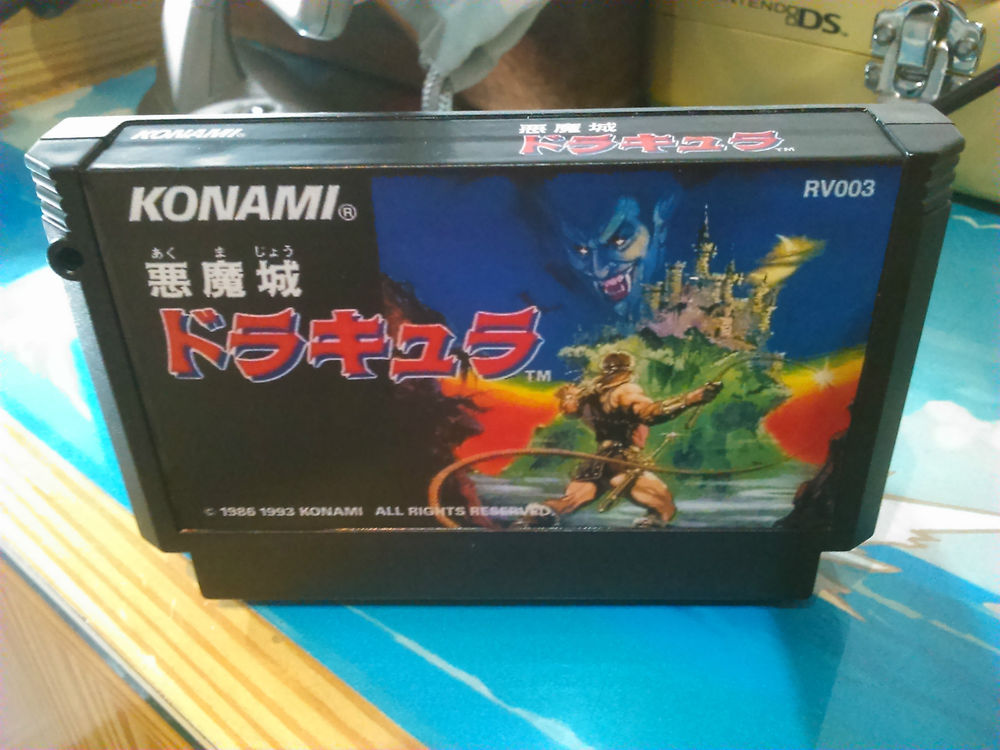 NINTENDO DS™
KONAMI®
悪魔城
ドラキュラ™
KONAMI®
RV003
あく ま じょう
悪魔城
ドラキュラ™
© 1986 1993 KONAMI ALL RIGHTS RESERVED